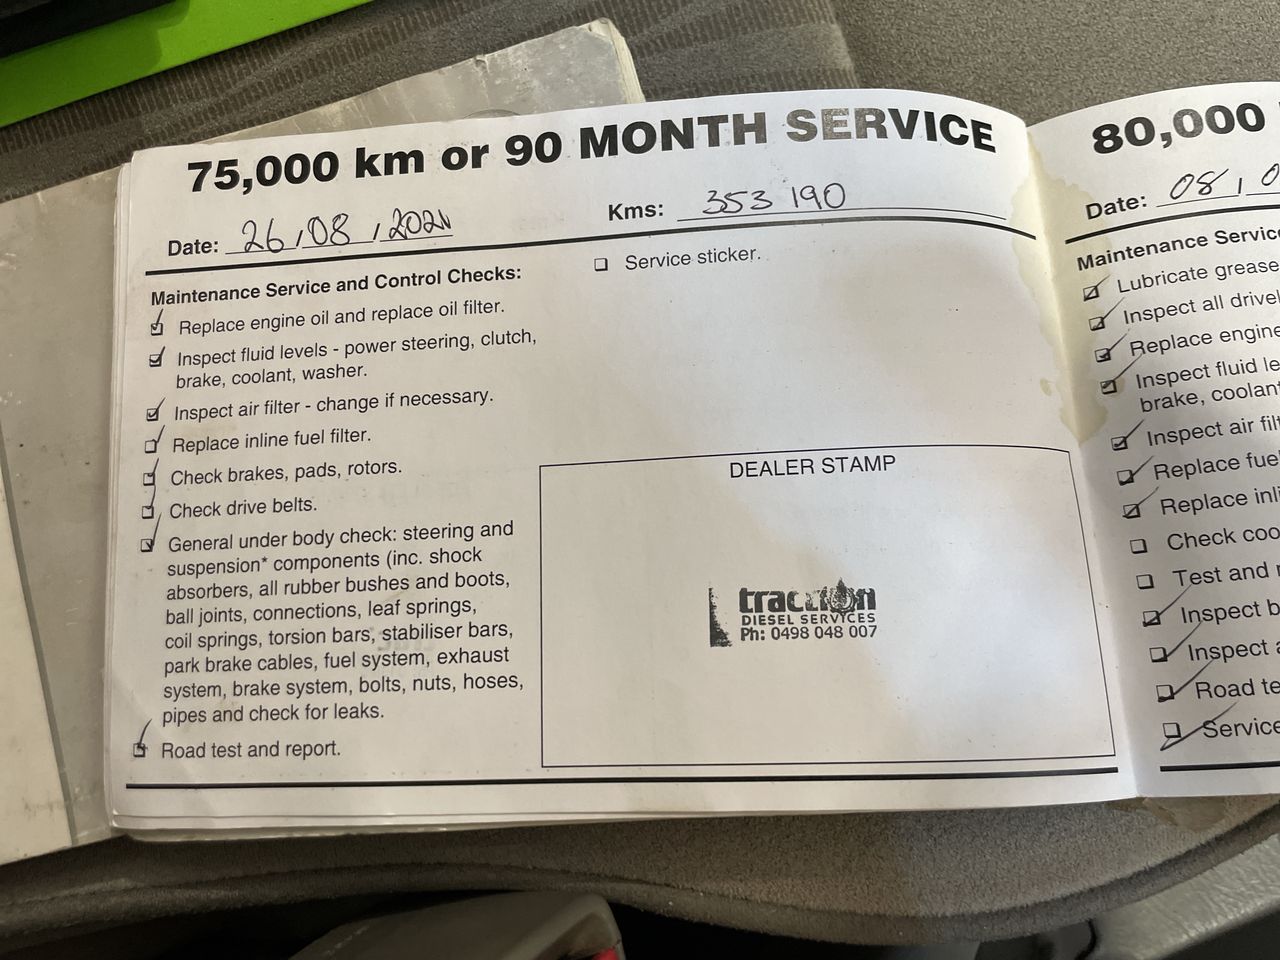 75,000 km or 90 MONTH SERVICE
Date: 26/08/2021
Kms: 353 190
Maintenance Service and Control Checks:
Replace engine oil and replace oil filter.
Inspect fluid levels - power steering, clutch,
brake, coolant, washer.
Inspect air filter - change if necessary.
Replace inline fuel filter.
Check brakes, pads, rotors.
Check drive belts.
General under body check: steering and
suspension* components (inc. shock
absorbers, all rubber bushes and boots,
ball joints, connections, leaf springs,
coil springs, torsion bars, stabiliser bars,
park brake cables, fuel system, exhaust
system, brake system, bolts, nuts, hoses,
pipes and check for leaks.
Road test and report.
Service sticker.
DEALER STAMP
traction
DIESEL SERVICES
Ph: 0498 048 007
80,000
Date: 08/0
Maintenance Service
Lubricate grease
Inspect all drivel
Replace engine
Inspect fluid le
brake, coolant
Inspect air filt
Replace fuel
Replace inli
Check coo
Test and
Inspect b
Inspect a
Road te
Service